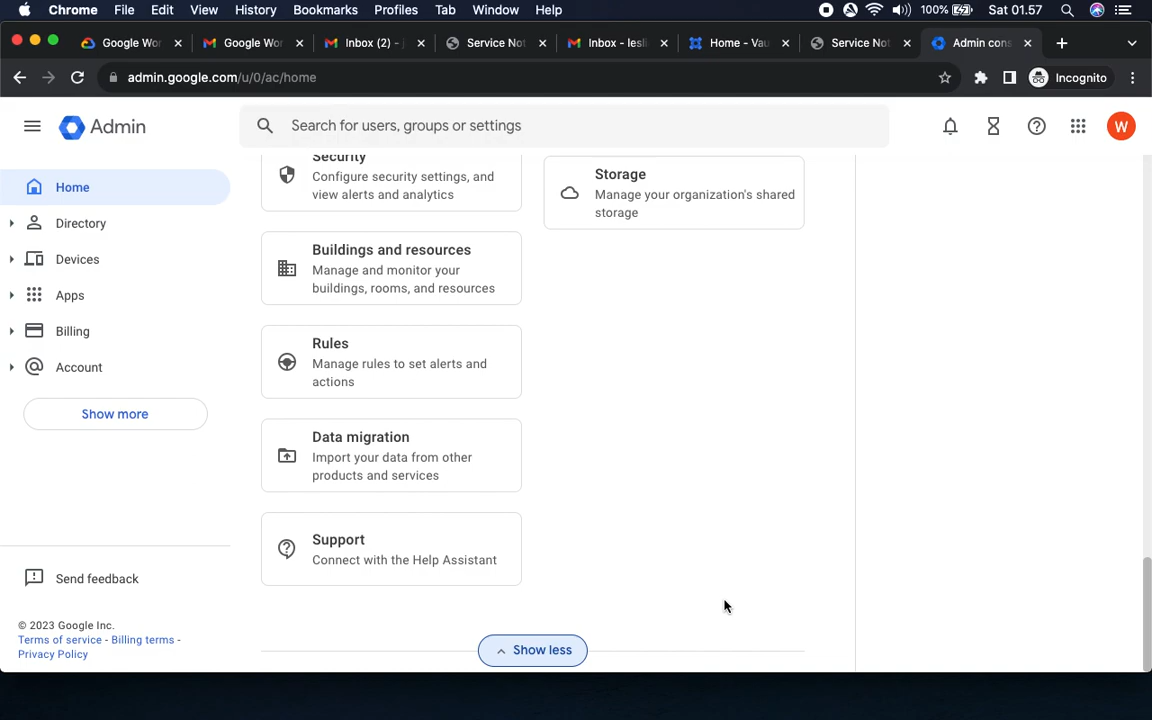 Chrome File Edit View History Bookmarks Profiles Tab Window Help 100% Sat 01.57
Google Wor Google Wor Inbox (2) - j Service Not Inbox - lesli Home - Vau Service Not Admin cons
admin.google.com/u/0/ac/home Incognito
Admin
Search for users, groups or settings
W
Home
Directory
Devices
Apps
Billing
Account
Show more
Send feedback
© 2023 Google Inc.
Terms of service - Billing terms -
Privacy Policy
Security
Configure security settings, and
view alerts and analytics
Buildings and resources
Manage and monitor your
buildings, rooms, and resources
Rules
Manage rules to set alerts and
actions
Data migration
Import your data from other
products and services
Support
Connect with the Help Assistant
Storage
Manage your organization's shared
storage
Show less